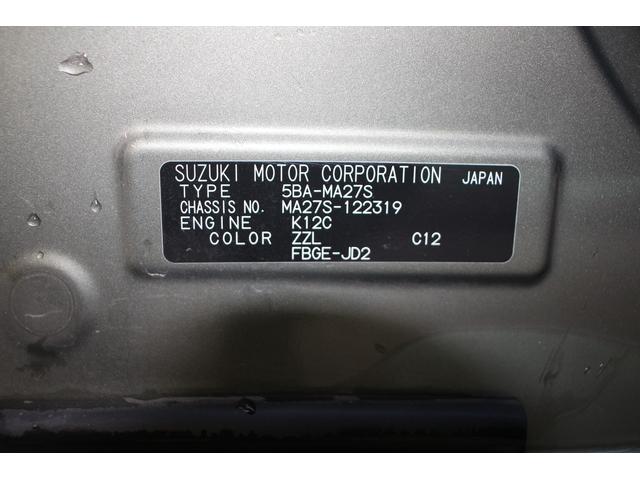 SUZUKI MOTOR CORPORATION JAPAN
TYPE 5BA-MA27S
CHASSIS NO. MA27S-122319
ENGINE K12C
COLOR ZZL C12
FBGE-JD2